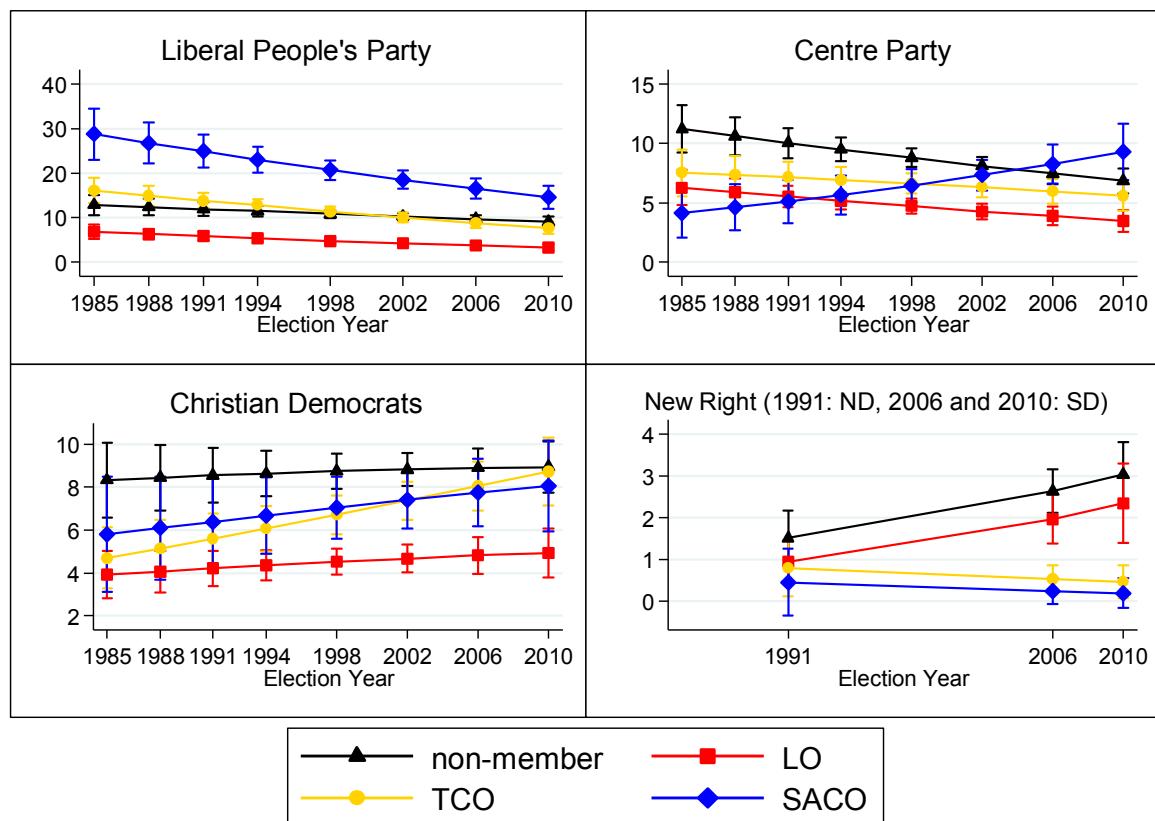 Liberal People's Party
40
30
20
10
0
1985 1988 1991 1994 1998 2002 2006 2010
Election Year
Centre Party
15
10
5
0
1985 1988 1991 1994 1998 2002 2006 2010
Election Year
Christian Democrats
10
8
6
4
2
1985 1988 1991 1994 1998 2002 2006 2010
Election Year
New Right (1991: ND, 2006 and 2010: SD)
4
3
2
1
0
1991 2006 2010
Election Year
non-member LO
TCO SACO